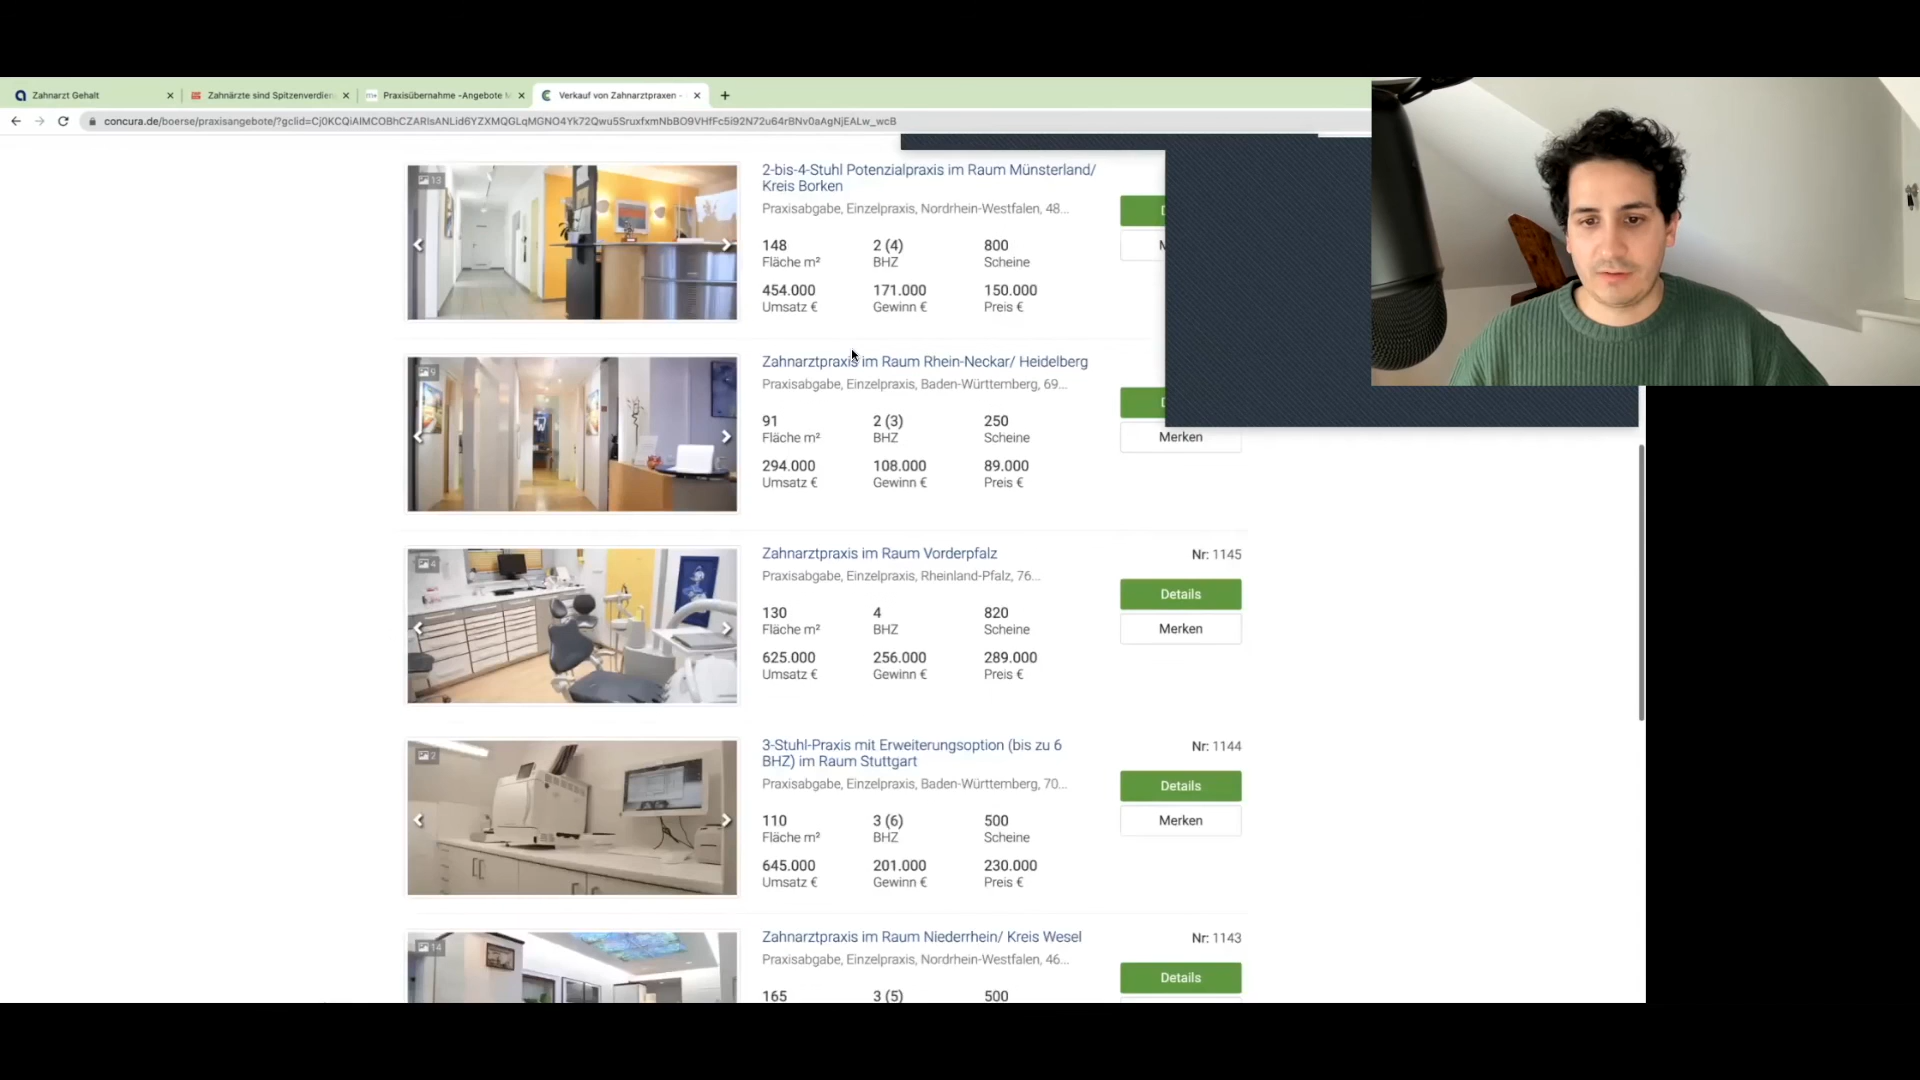 Zahnarzt Gehalt
Zahnärzte sind Spitzenverdien
Praxisübernahme -Angebote
Verkauf von Zahnarztpraxen -
13
2-bis-4-Stuhl Potenzialpraxis im Raum Münsterland/
Kreis Borken
Praxisabgabe, Einzelpraxis, Nordrhein-Westfalen, 48...
148 2 (4) 800
Fläche m² BHZ Scheine
454.000 171.000 150.000
Umsatz € Gewinn € Preis €
D
M
9
Zahnarztpraxis im Raum Rhein-Neckar/ Heidelberg
Praxisabgabe, Einzelpraxis, Baden-Württemberg, 69...
91 2 (3) 250
Fläche m² BHZ Scheine
294.000 108.000 89.000
Umsatz € Gewinn € Preis €
D
Merken
4
Zahnarztpraxis im Raum Vorderpfalz
Nr: 1145
Praxisabgabe, Einzelpraxis, Rheinland-Pfalz, 76...
Details
130 4 820
Fläche m² BHZ Scheine
Merken
625.000 256.000 289.000
Umsatz € Gewinn € Preis €
2
3-Stuhl-Praxis mit Erweiterungsoption (bis zu 6
BHZ) im Raum Stuttgart
Nr: 1144
Praxisabgabe, Einzelpraxis, Baden-Württemberg, 70...
Details
110 3 (6) 500
Fläche m² BHZ Scheine
Merken
645.000 201.000 230.000
Umsatz € Gewinn € Preis €
14
Zahnarztpraxis im Raum Niederrhein/ Kreis Wesel
Nr: 1143
Praxisabgabe, Einzelpraxis, Nordrhein-Westfalen, 46...
Details
165 3 (5) 500